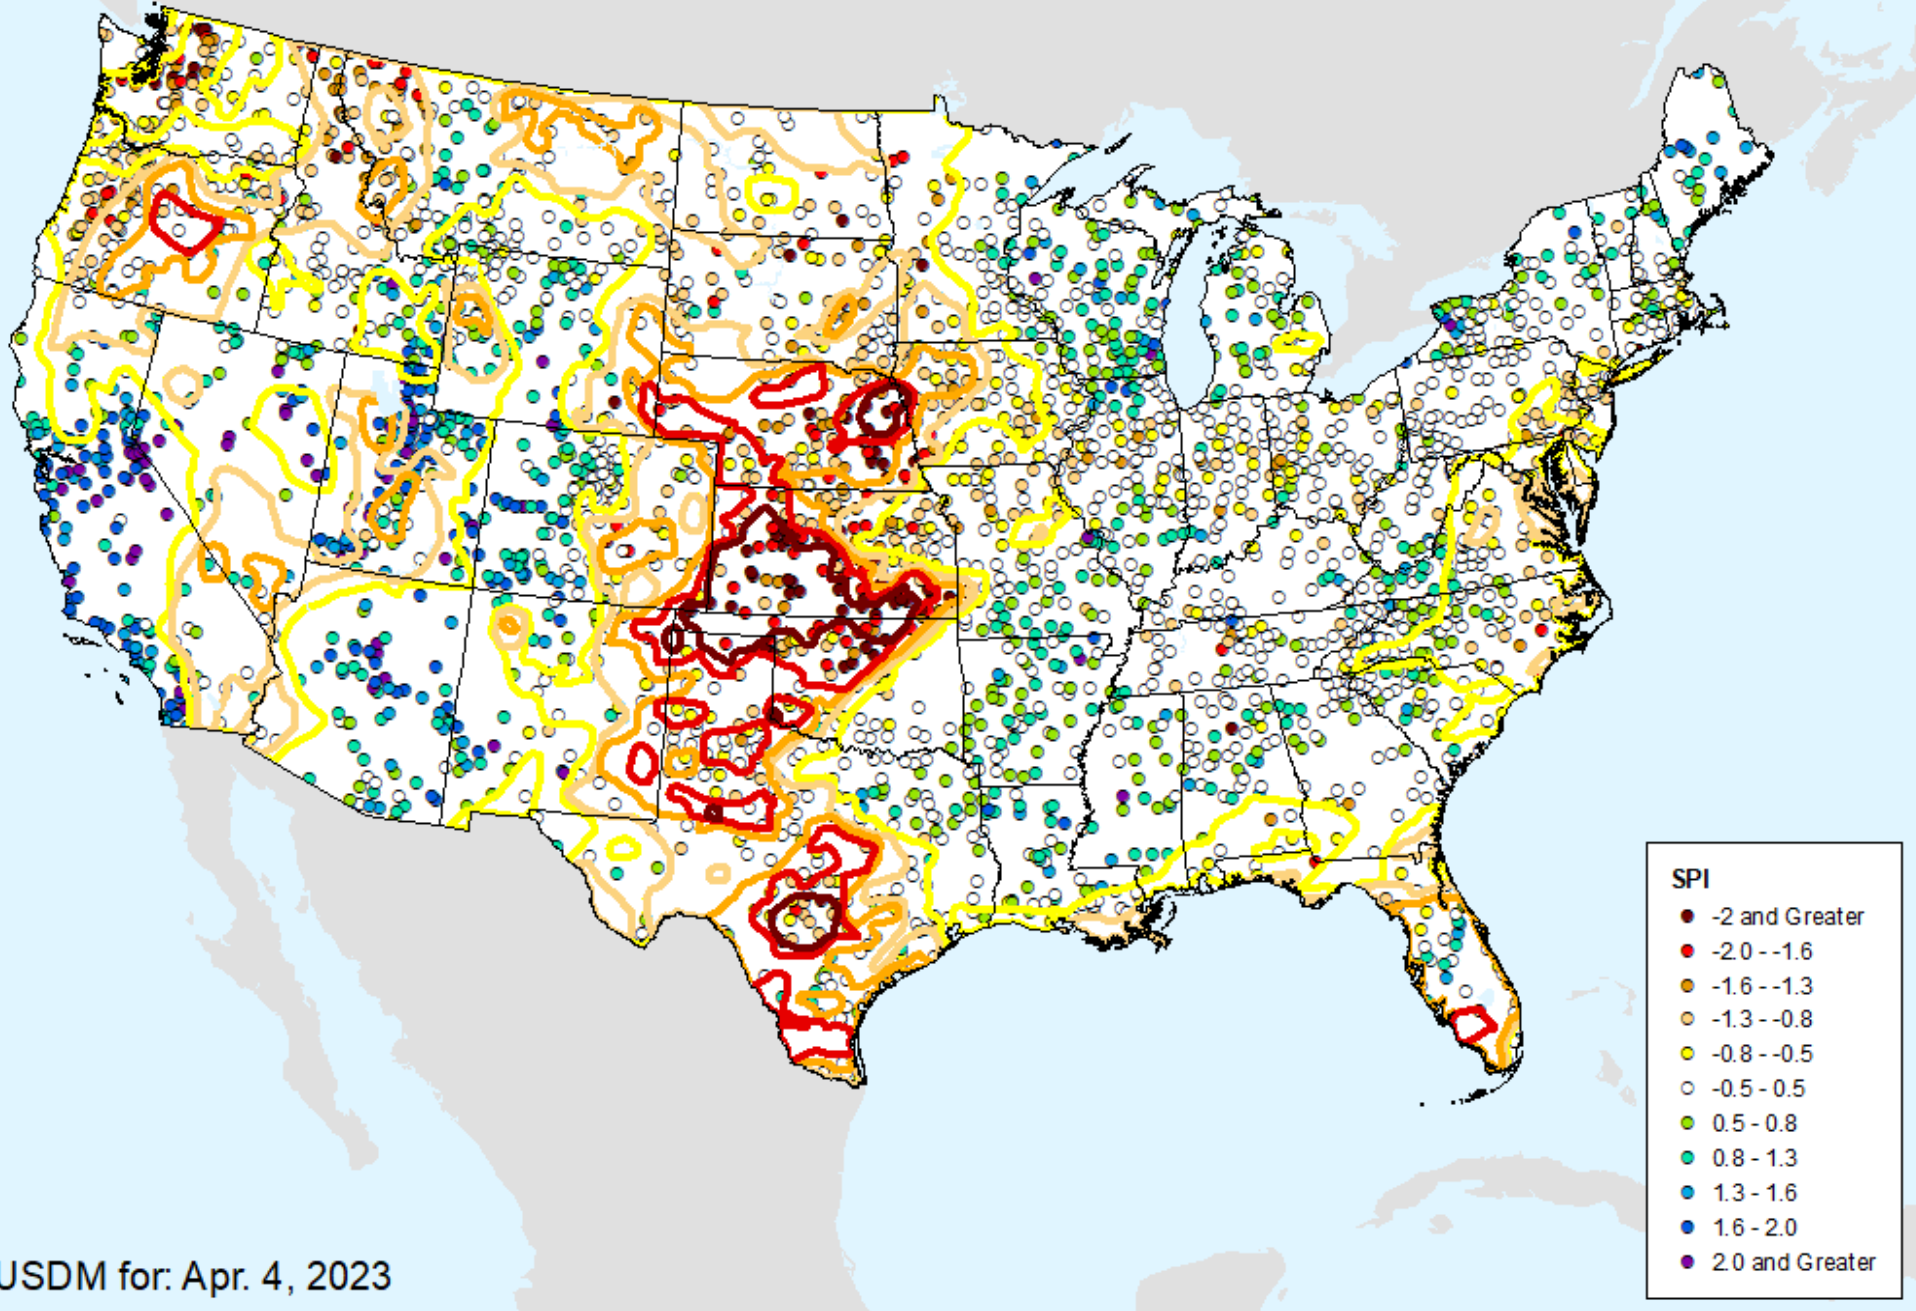 SPI
-2 and Greater
-2.0 - -1.6
-1.6 - -1.3
-1.3 - -0.8
-0.8 - -0.5
-0.5 - 0.5
0.5 - 0.8
0.8 - 1.3
1.3 - 1.6
1.6 - 2.0
2.0 and Greater
USDM for: Apr. 4, 2023